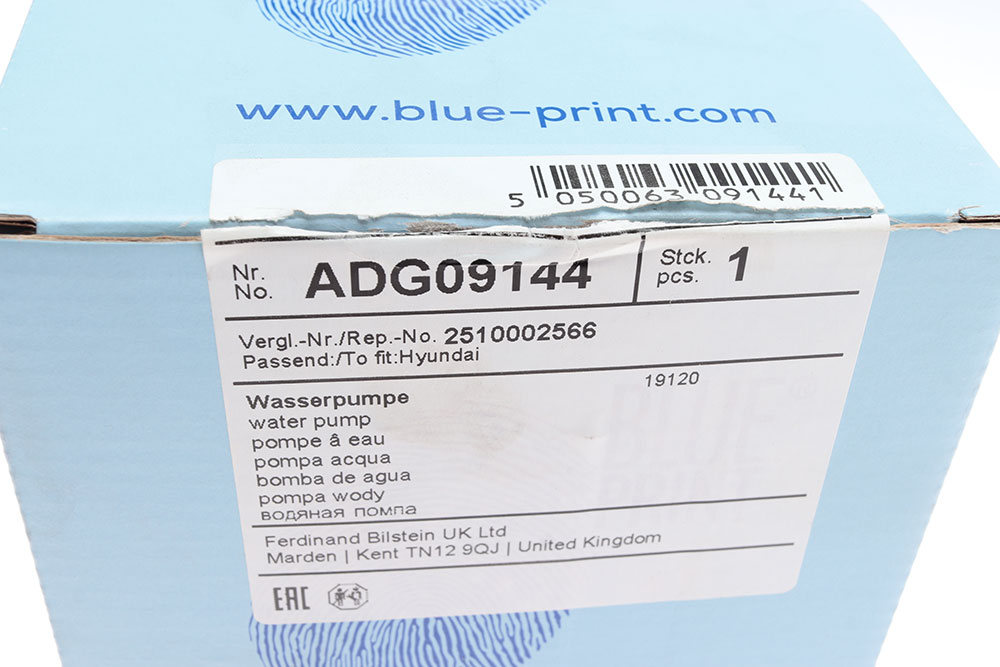 www.blue-print.com
5 050063 091441
Nr.
No.
ADG09144
Stck.
pcs.
1
Vergl.-Nr./Rep.-No. 2510002566
Passend:/To fit:Hyundai
19120
Wasserpumpe
water pump
pompe â eau
pompa acqua
bomba de agua
pompa wody
водяная помпа
BLUE
PRINT
Ferdinand Bilstein UK Ltd
Marden | Kent TN12 9QJ | United Kingdom
EAC